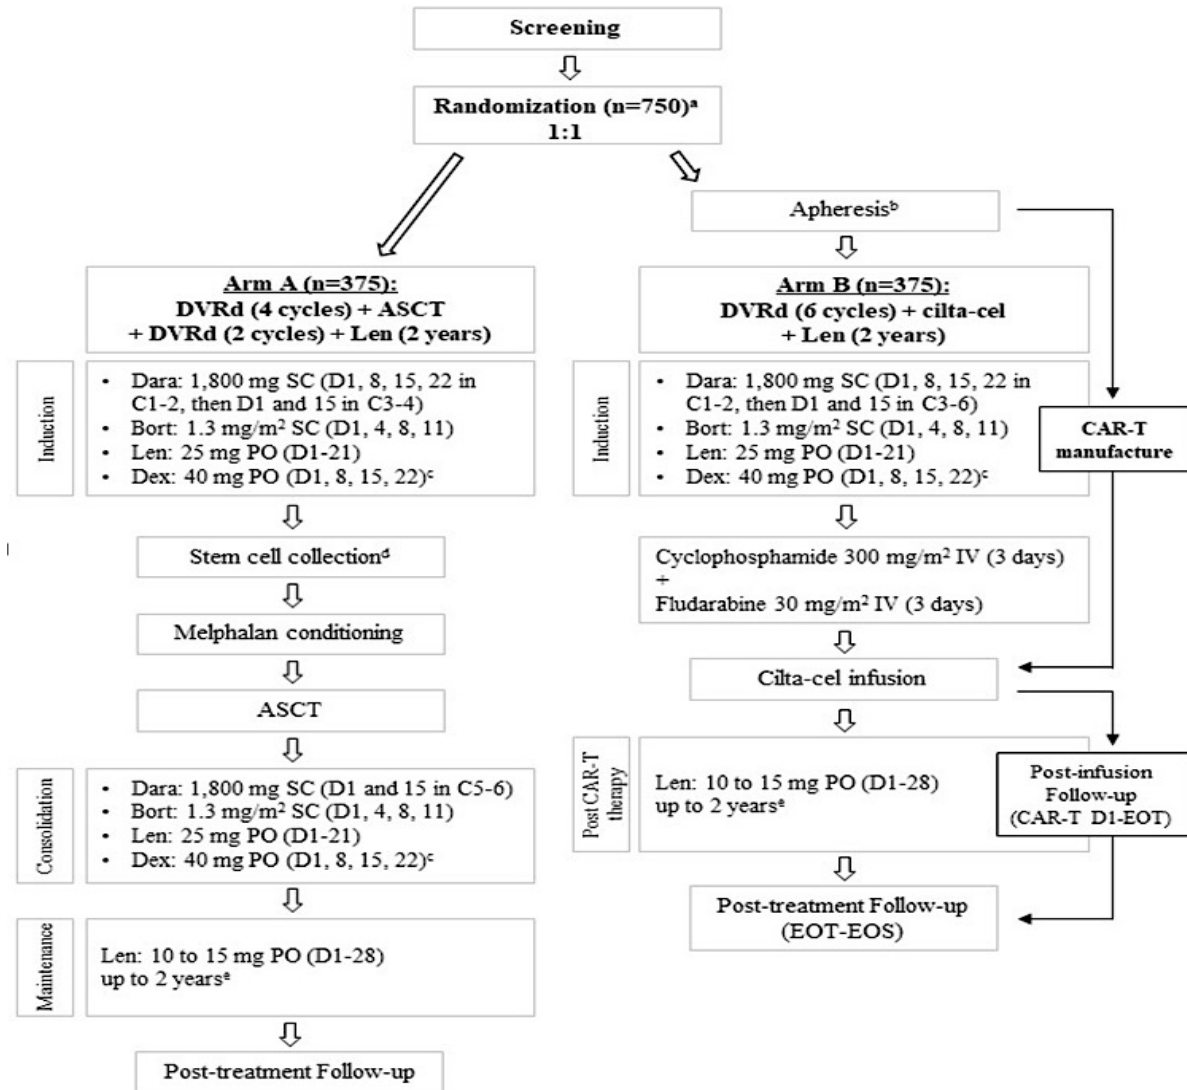 Screening
Randomization (n=750)ᵃ
1:1
Apheresisᵇ
Arm A (n=375):
DVRd (4 cycles) + ASCT
+ DVRd (2 cycles) + Len (2 years)
Induction
• Dara: 1,800 mg SC (D1, 8, 15, 22 in
C1-2, then D1 and 15 in C3-4)
• Bort: 1.3 mg/m² SC (D1, 4, 8, 11)
• Len: 25 mg PO (D1-21)
• Dex: 40 mg PO (D1, 8, 15, 22)ᶜ
Stem cell collectionᵈ
Melphalan conditioning
ASCT
Consolidation
• Dara: 1,800 mg SC (D1 and 15 in C5-6)
• Bort: 1.3 mg/m² SC (D1, 4, 8, 11)
• Len: 25 mg PO (D1-21)
• Dex: 40 mg PO (D1, 8, 15, 22)ᶜ
Maintenance
Len: 10 to 15 mg PO (D1-28)
up to 2 yearsᵉ
Post-treatment Follow-up
Arm B (n=375):
DVRd (6 cycles) + cilta-cel
+ Len (2 years)
Induction
• Dara: 1,800 mg SC (D1, 8, 15, 22 in
C1-2, then D1 and 15 in C3-6)
• Bort: 1.3 mg/m² SC (D1, 4, 8, 11)
• Len: 25 mg PO (D1-21)
• Dex: 40 mg PO (D1, 8, 15, 22)ᶜ
CAR-T
manufacture
Cyclophosphamide 300 mg/m² IV (3 days)
+
Fludarabine 30 mg/m² IV (3 days)
Cilta-cel infusion
Post CAR-T
therapy
Len: 10 to 15 mg PO (D1-28)
up to 2 yearsᵉ
Post-infusion
Follow-up
(CAR-T D1-EOT)
Post-treatment Follow-up
(EOT-EOS)